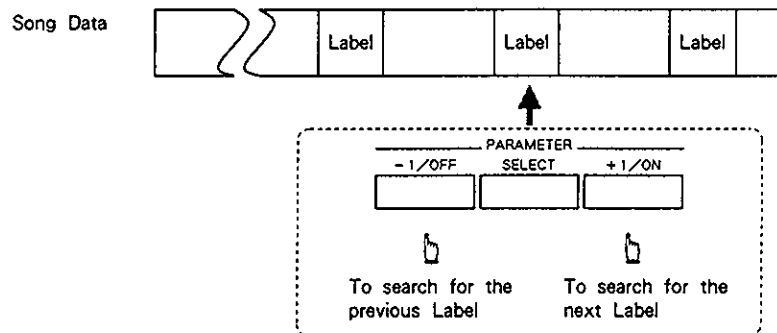 Song Data
Label Label Label
PARAMETER
- 1/OFF SELECT + 1/ON
To search for the To search for the
previous Label next Label